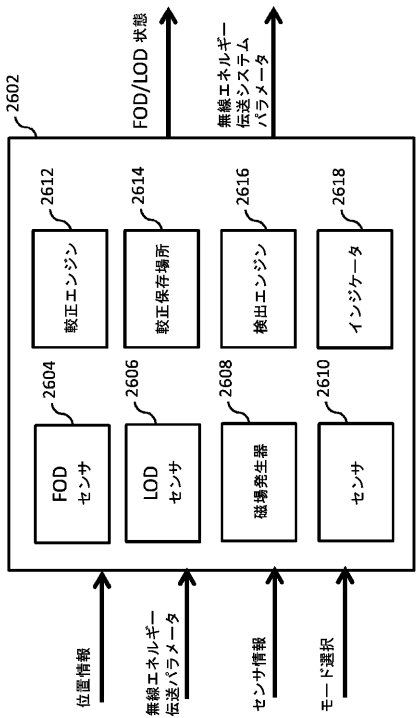 2602
位置情報
無線エネルギー
伝送パラメータ
センサ情報
モード選択
2604
FOD
センサ
2606
LOD
センサ
2608
磁場発生器
2610
センサ
2612
較正エンジン
2614
較正保存場所
2616
検出エンジン
2618
インジケータ
FOD/LOD 状態
無線エネルギー
伝送システム
パラメータ